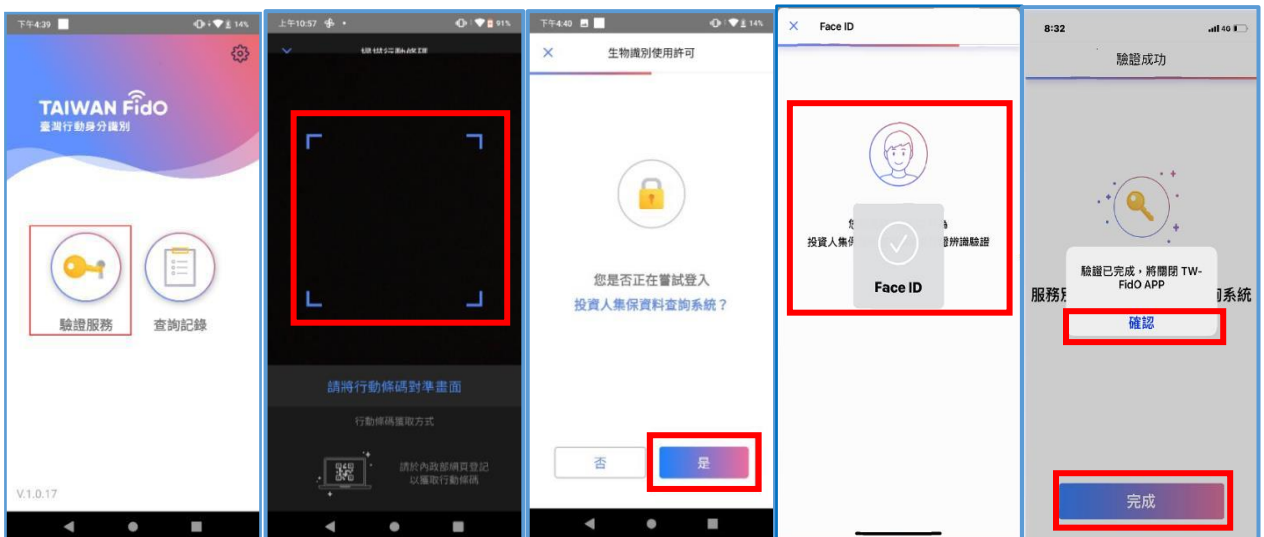 下午4:39
14%
TAIWAN FidO
臺灣行動身分識別
驗證服務
查詢記錄
V.1.0.17
上午10:57
91%
掃描行動條碼
請將行動條碼對準畫面
行動條碼獲取方式
請於內政部網頁登記
以獲取行動條碼
下午4:40
14%
生物識別使用許可
您是否正在嘗試登入
投資人集保資料查詢系統？
否
是
Face ID
投資人集
證辨識驗證
Face ID
8:32
4G
驗證成功
驗證已完成，將關閉 TW-
FidO APP
服務
系統
確認
完成